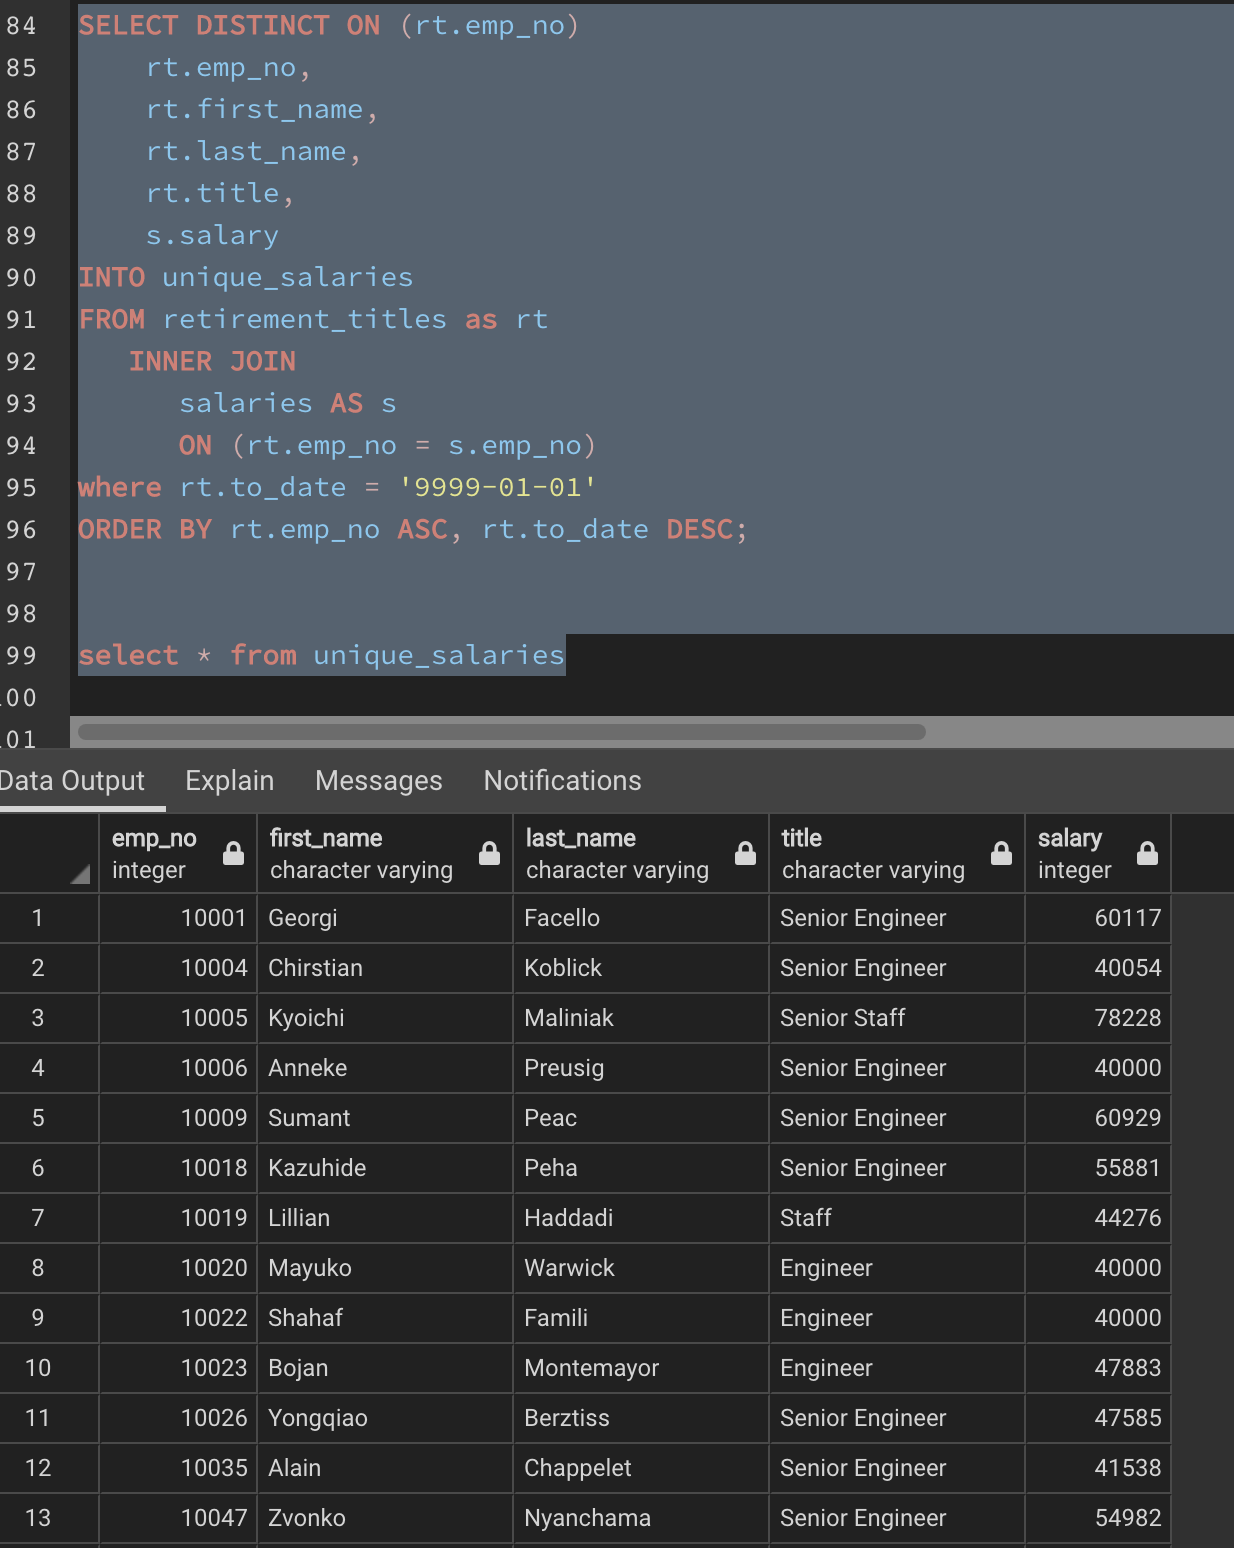 84 SELECT DISTINCT ON (rt.emp_no)
85     rt.emp_no,
86     rt.first_name,
87     rt.last_name,
88     rt.title,
89     s.salary
90 INTO unique_salaries
91 FROM retirement_titles as rt
92    INNER JOIN
93       salaries AS s
94       ON (rt.emp_no = s.emp_no)
95 where rt.to_date = '9999-01-01'
96 ORDER BY rt.emp_no ASC, rt.to_date DESC;
97
98
99 select * from unique_salaries
00
01
Data Output Explain Messages Notifications
emp_no first_name last_name title salary
integer character varying character varying character varying integer
1 10001 Georgi Facello Senior Engineer 60117
2 10004 Chirstian Koblick Senior Engineer 40054
3 10005 Kyoichi Maliniak Senior Staff 78228
4 10006 Anneke Preusig Senior Engineer 40000
5 10009 Sumant Peac Senior Engineer 60929
6 10018 Kazuhide Peha Senior Engineer 55881
7 10019 Lillian Haddadi Staff 44276
8 10020 Mayuko Warwick Engineer 40000
9 10022 Shahaf Famili Engineer 40000
10 10023 Bojan Montemayor Engineer 47883
11 10026 Yongqiao Berztiss Senior Engineer 47585
12 10035 Alain Chappelet Senior Engineer 41538
13 10047 Zvonko Nyanchama Senior Engineer 54982